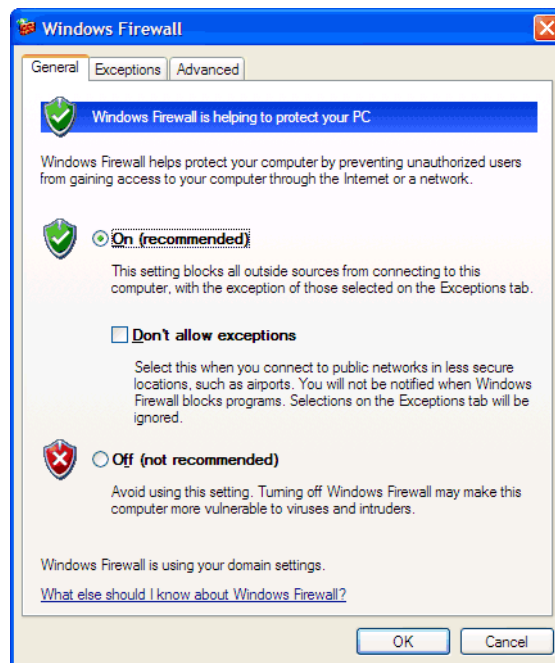 Windows Firewall
General
Exceptions
Advanced
Windows Firewall is helping to protect your PC
Windows Firewall helps protect your computer by preventing unauthorized users
from gaining access to your computer through the Internet or a network.
On (recommended)
This setting blocks all outside sources from connecting to this
computer, with the exception of those selected on the Exceptions tab.
Don't allow exceptions
Select this when you connect to public networks in less secure
locations, such as airports. You will not be notified when Windows
Firewall blocks programs. Selections on the Exceptions tab will be
ignored.
Off (not recommended)
Avoid using this setting. Turning off Windows Firewall may make this
computer more vulnerable to viruses and intruders.
Windows Firewall is using your domain settings.
What else should I know about Windows Firewall?
OK
Cancel